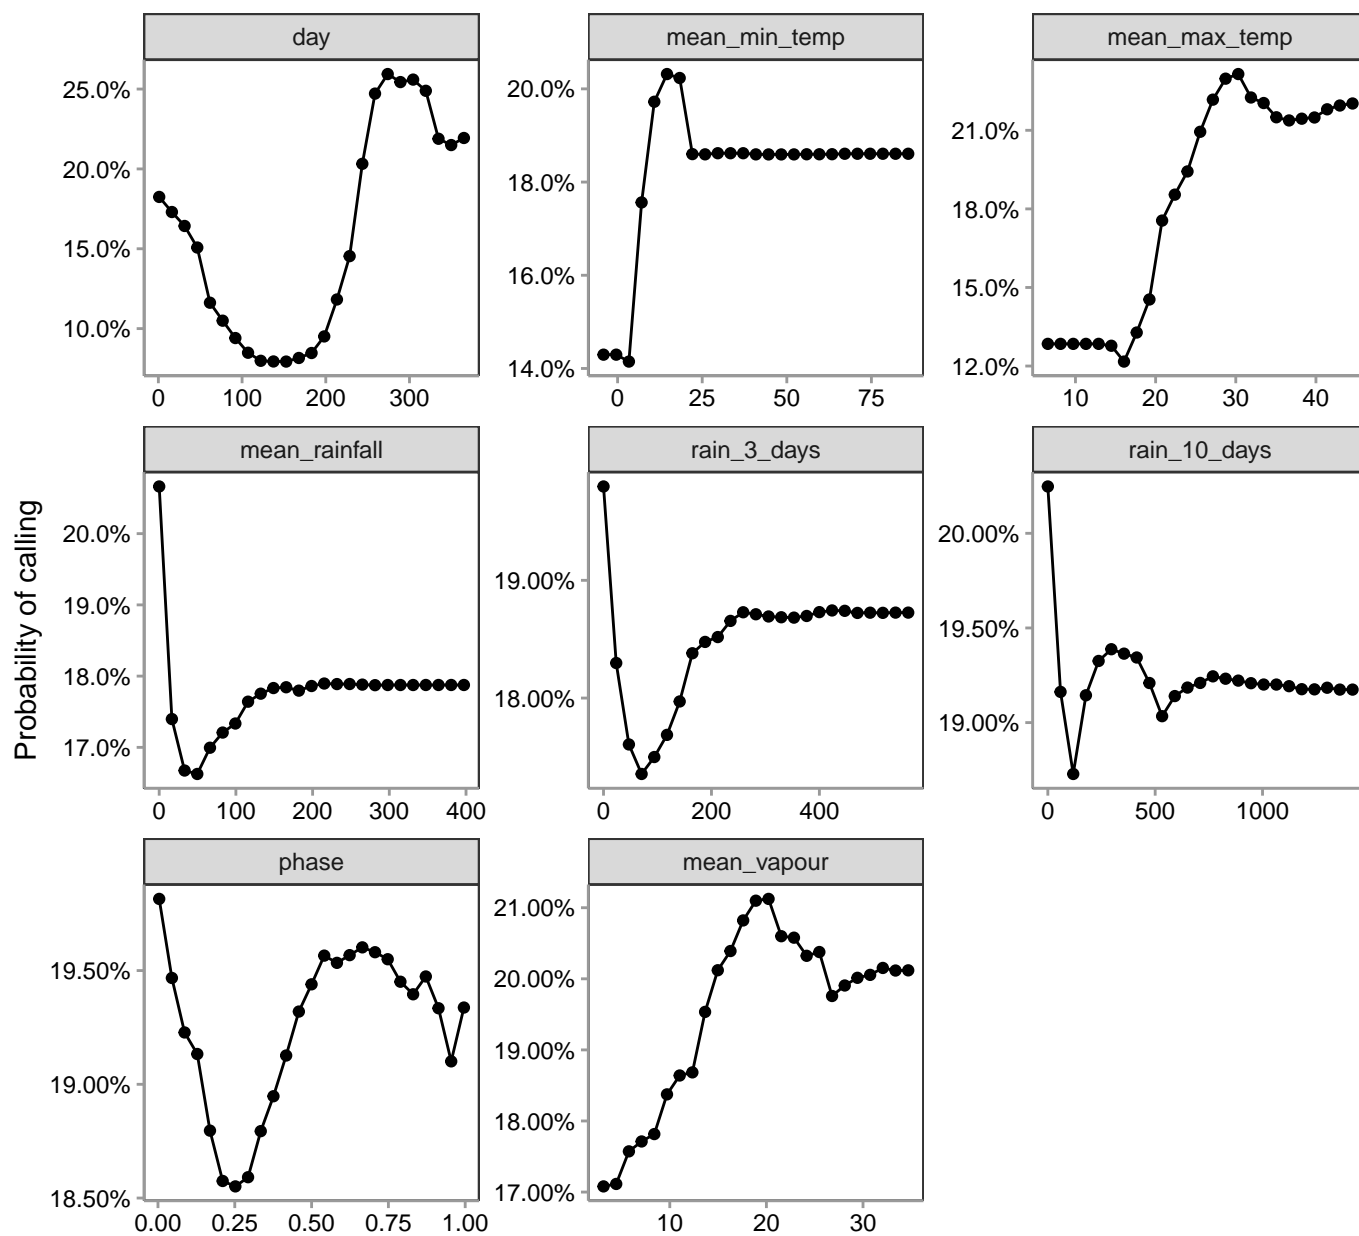 day
mean_min_temp
mean_max_temp
25.0%
20.0%
15.0%
10.0%
0 100 200 300
20.0%
18.0%
16.0%
14.0%
0 25 50 75
21.0%
18.0%
15.0%
12.0%
10 20 30 40
Probability of calling
mean_rainfall
rain_3_days
rain_10_days
20.0%
19.0%
18.0%
17.0%
0 100 200 300 400
19.00%
18.00%
0 200 400
20.00%
19.50%
19.00%
0 500 1000
phase
mean_vapour
19.50%
19.00%
18.50%
0.00 0.25 0.50 0.75 1.00
21.00%
20.00%
19.00%
18.00%
17.00%
10 20 30